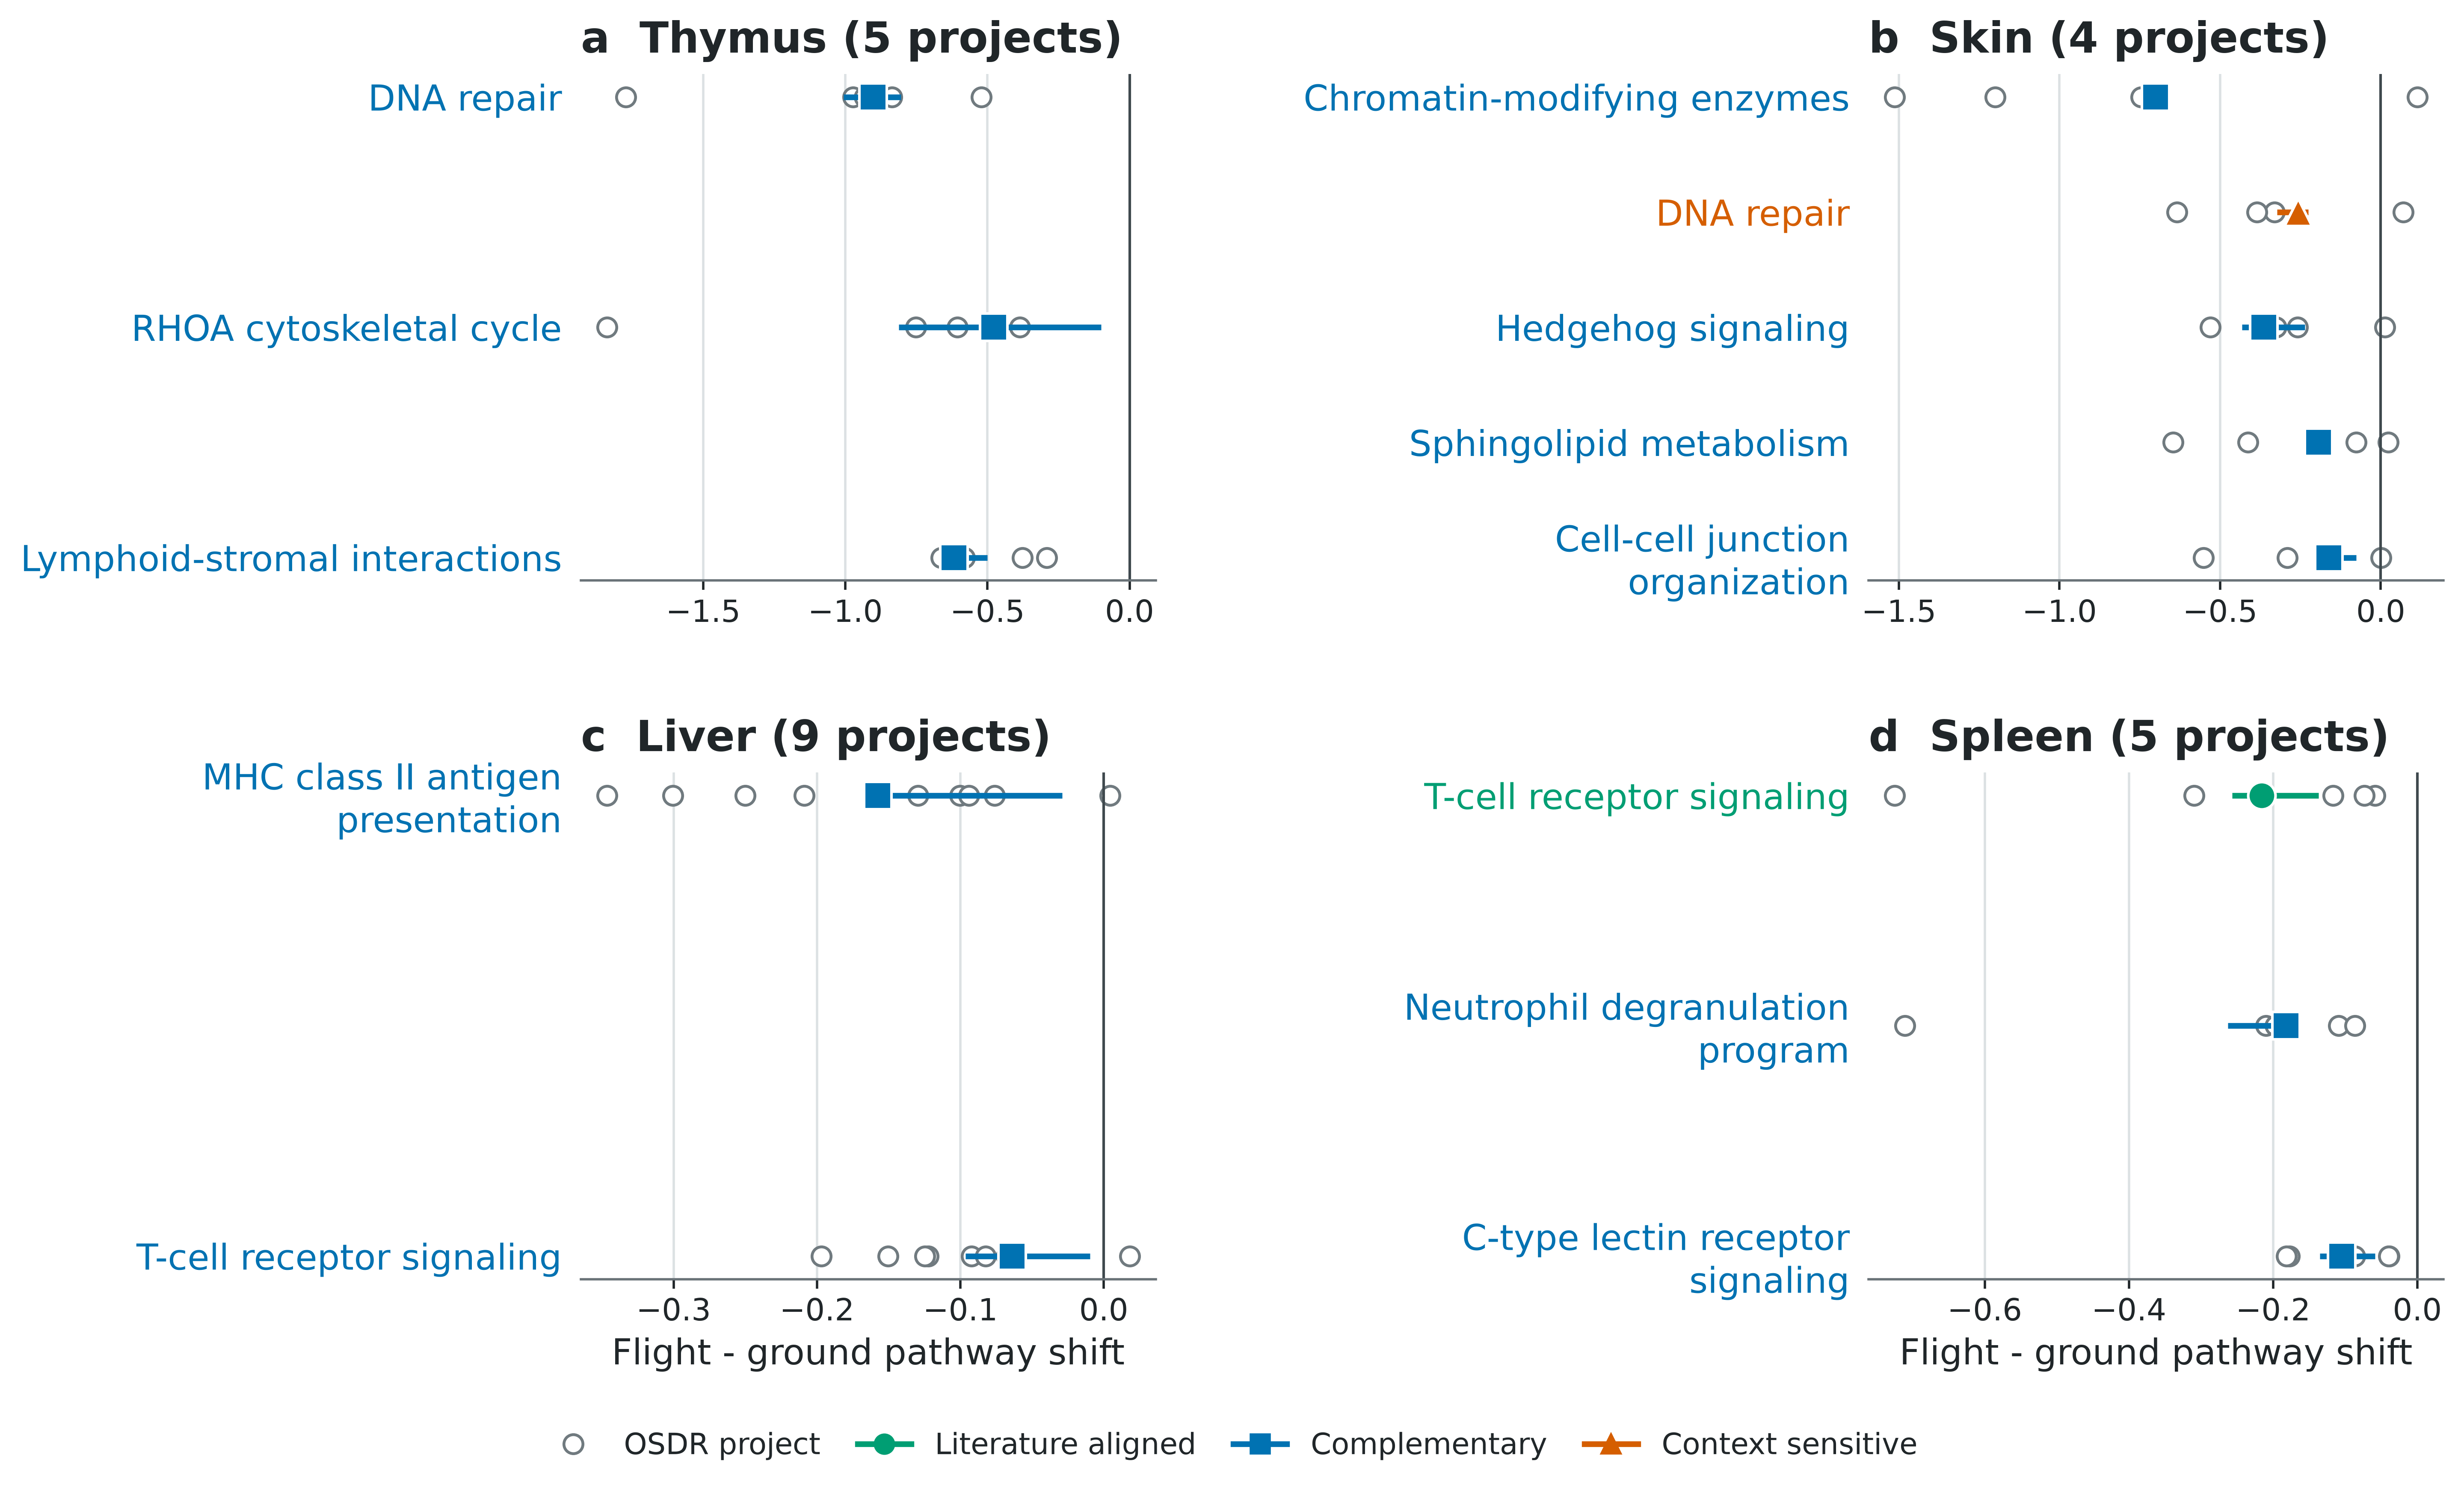 a Thymus (5 projects)
DNA repair
RHOA cytoskeletal cycle
Lymphoid-stromal interactions
−1.5 −1.0 −0.5 0.0
b Skin (4 projects)
Chromatin-modifying enzymes
DNA repair
Hedgehog signaling
Sphingolipid metabolism
Cell-cell junction
organization
−1.5 −1.0 −0.5 0.0
c Liver (9 projects)
MHC class II antigen
presentation
T-cell receptor signaling
−0.3 −0.2 −0.1 0.0
Flight - ground pathway shift
d Spleen (5 projects)
T-cell receptor signaling
Neutrophil degranulation
program
C-type lectin receptor
signaling
−0.6 −0.4 −0.2 0.0
Flight - ground pathway shift
OSDR project Literature aligned Complementary Context sensitive